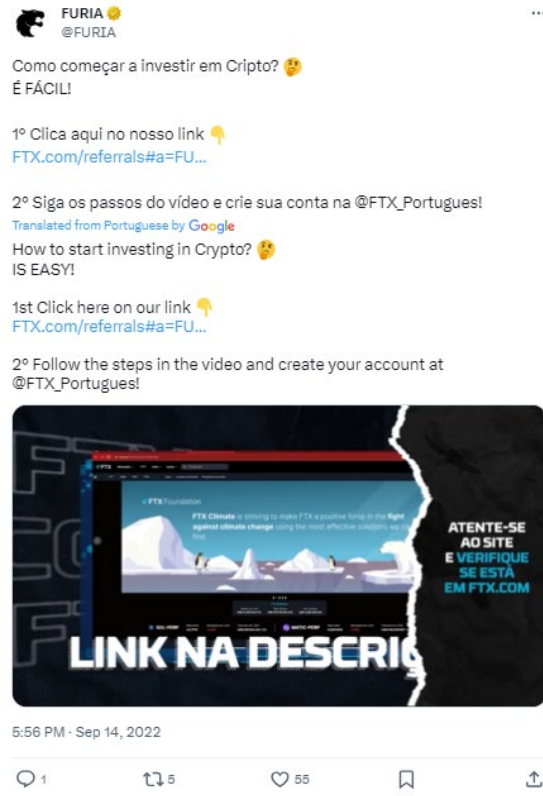 FURIA
@FURIA
Como começar a investir em Cripto? 🤔
É FÁCIL!
1º Clica aqui no nosso link 👇
FTX.com/referrals#a=FU...
2º Siga os passos do vídeo e crie sua conta na @FTX_Portugues!
Translated from Portuguese by Google
How to start investing in Crypto? 🤔
IS EASY!
1st Click here on our link 👇
FTX.com/referrals#a=FU...
2º Follow the steps in the video and create your account at
@FTX_Portugues!
FTX
FTX Foundation
FTX Climate is striving to make FTX a positive force in the fight
against climate change using the most effective solutions we
find.
SOL-PERP
MATIC-PERP
LINK NA DESCRIÇ
ATENTE-SE
AO SITE
E VERIFIQUE
SE ESTÁ
EM FTX.COM
5:56 PM · Sep 14, 2022
1
5
55